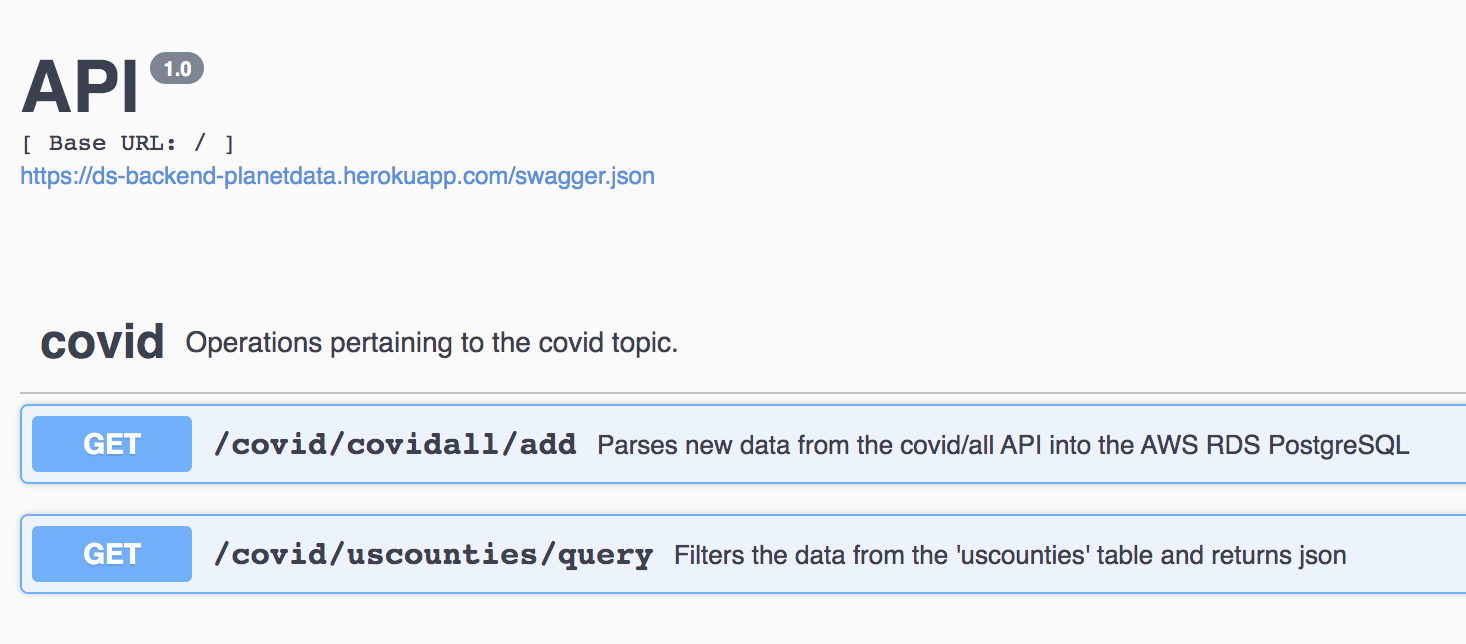 API 1.0
[ Base URL: / ]
https://ds-backend-planetdata.herokuapp.com/swagger.json
covid Operations pertaining to the covid topic.
GET /covid/covidall/add Parses new data from the covid/all API into the AWS RDS PostgreSQL
GET /covid/uscounties/query Filters the data from the 'uscounties' table and returns json